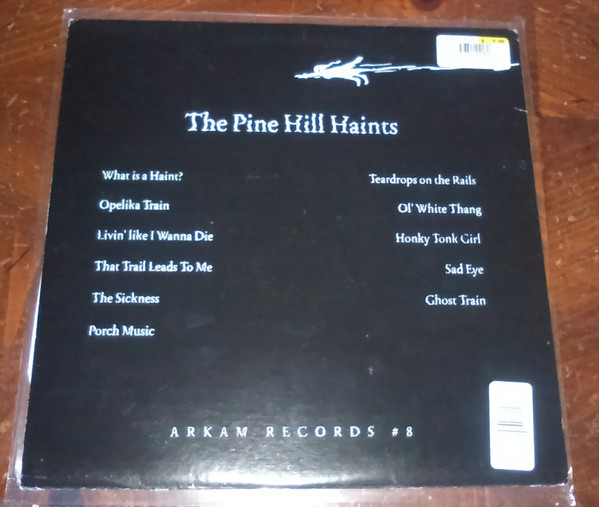 The Pine Hill Haints
What is a Haint?
Opelika Train
Livin' like I Wanna Die
That Trail Leads To Me
The Sickness
Porch Music
Teardrops on the Rails
Ol' White Thang
Honky Tonk Girl
Sad Eye
Ghost Train
ARKAM RECORDS #8